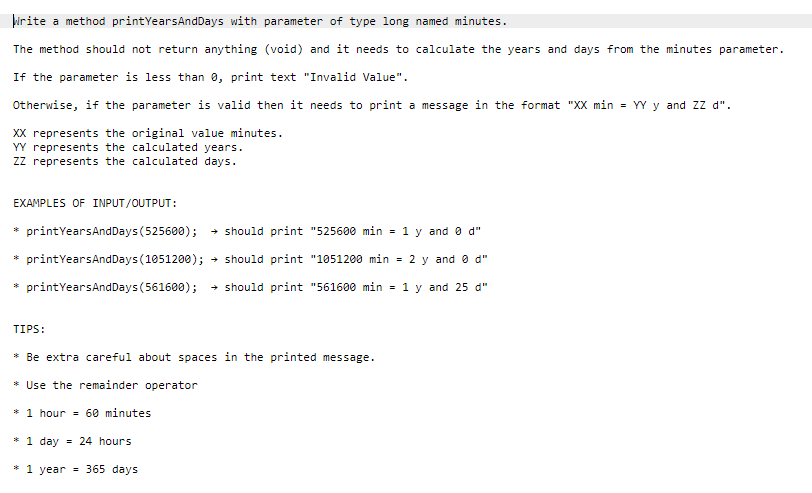 Write a method printYearsAndDays with parameter of type long named minutes.
The method should not return anything (void) and it needs to calculate the years and days from the minutes parameter.
If the parameter is less than 0, print text "Invalid Value".
Otherwise, if the parameter is valid then it needs to print a message in the format "XX min = YY y and ZZ d".
XX represents the original value minutes.
YY represents the calculated years.
ZZ represents the calculated days.
EXAMPLES OF INPUT/OUTPUT:
* printYearsAndDays(525600);  → should print "525600 min = 1 y and 0 d"
* printYearsAndDays(1051200); → should print "1051200 min = 2 y and 0 d"
* printYearsAndDays(561600);  → should print "561600 min = 1 y and 25 d"
TIPS:
* Be extra careful about spaces in the printed message.
* Use the remainder operator
* 1 hour = 60 minutes
* 1 day = 24 hours
* 1 year = 365 days